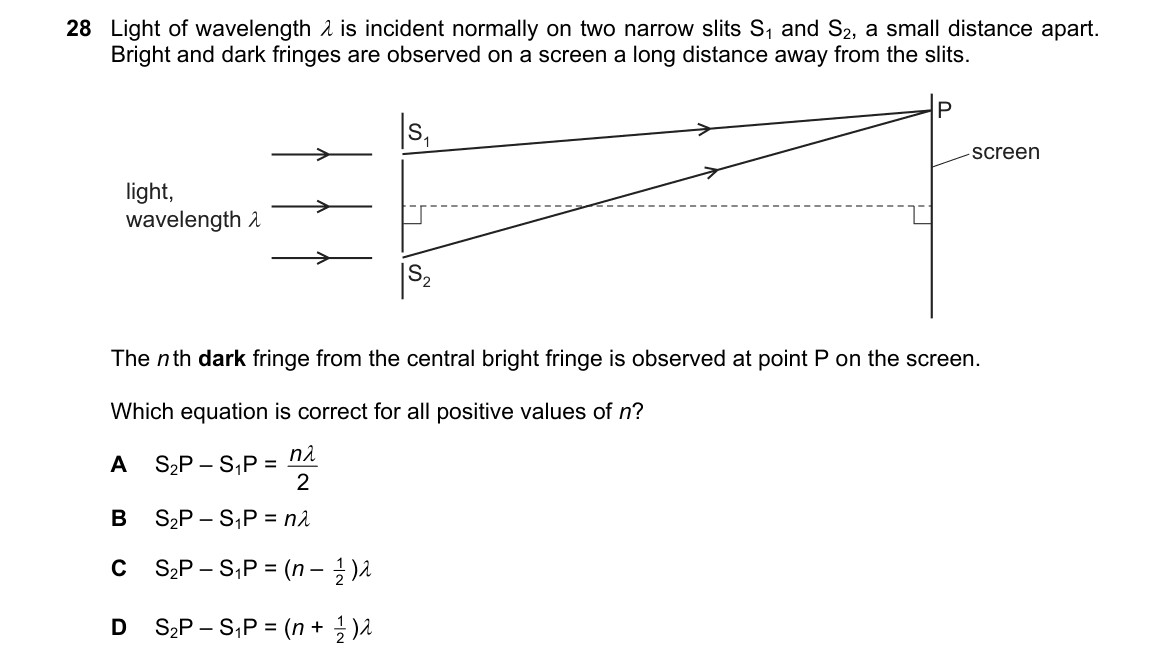 28 Light of wavelength λ is incident normally on two narrow slits S₁ and S₂, a small distance apart.
Bright and dark fringes are observed on a screen a long distance away from the slits.
P
S₁
screen
light,
wavelength λ
S₂
The nth dark fringe from the central bright fringe is observed at point P on the screen.
Which equation is correct for all positive values of n?
A S₂P – S₁P = nλ/2
B S₂P – S₁P = nλ
C S₂P – S₁P = (n – ½)λ
D S₂P – S₁P = (n + ½)λ